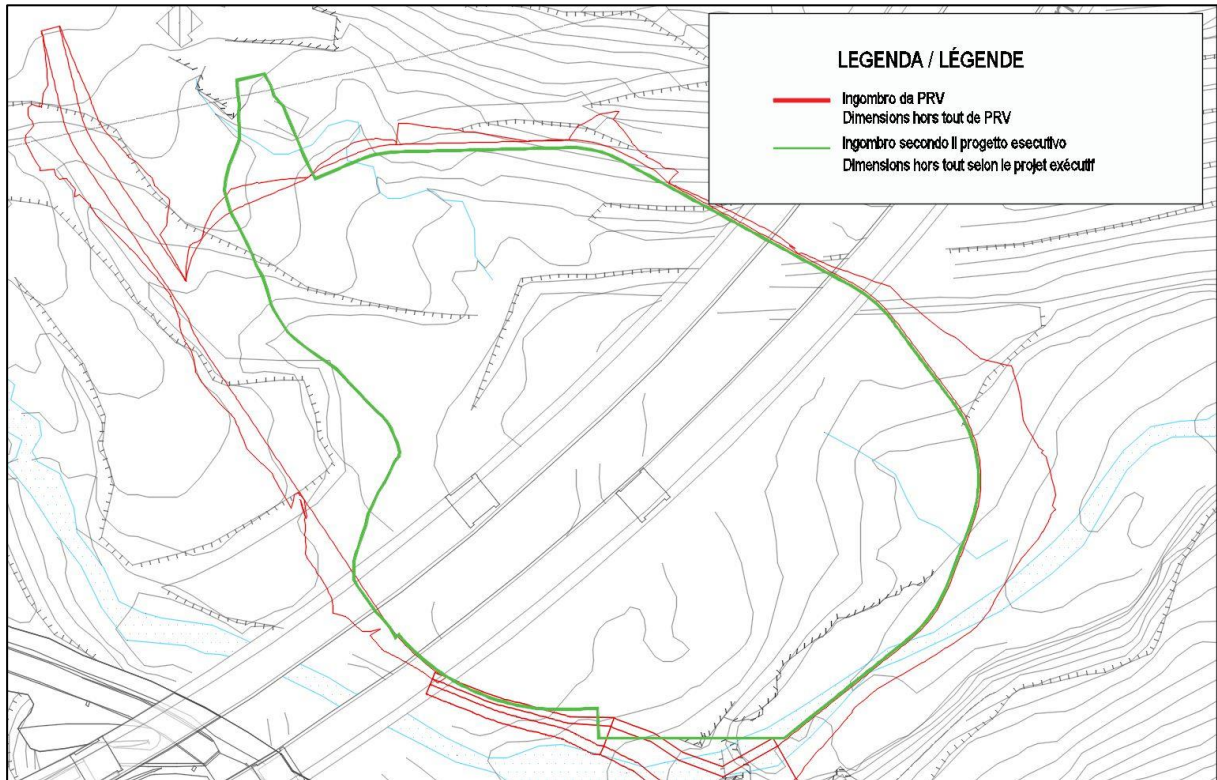 LEGENDA / LÉGENDE
Ingombro da PRV
Dimensions hors tout de PRV
Ingombro secondo il progetto esecutivo
Dimensions hors tout selon le projet exécutif